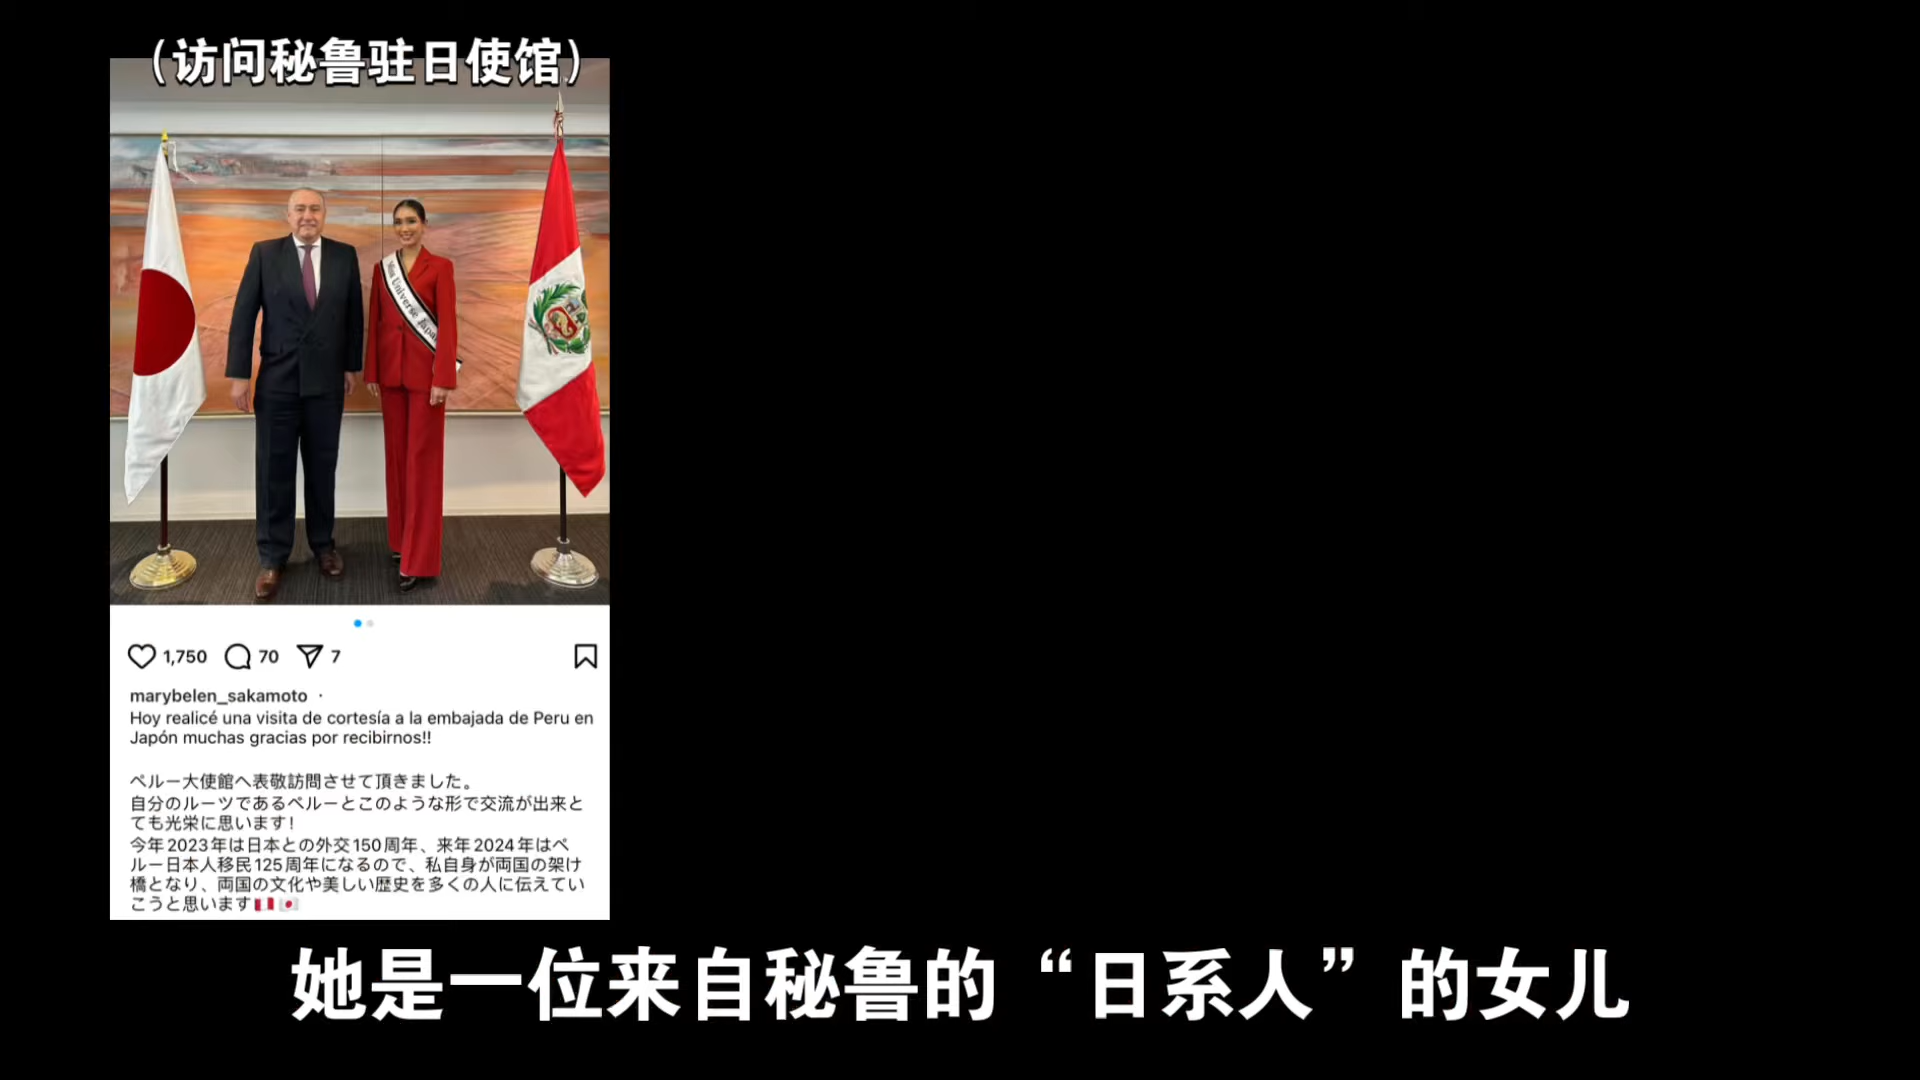 （访问秘鲁驻日使馆）
Miss Universe Japan
1,750 70 7
marybelen_sakamoto ·
Hoy realicé una visita de cortesía a la embajada de Peru en
Japón muchas gracias por recibirnos!!
ペルー大使館へ表敬訪問させて頂きました。
自分のルーツであるペルーとこのような形で交流が出来と
ても光栄に思います！
今年2023年は日本との外交150周年、来年2024年はペ
ルー日本人移民125周年になるので、私自身が両国の架け
橋となり、両国の文化や美しい歴史を多くの人に伝えてい
こうと思います🇵🇪🇯🇵
她是一位来自秘鲁的“日系人”的女儿